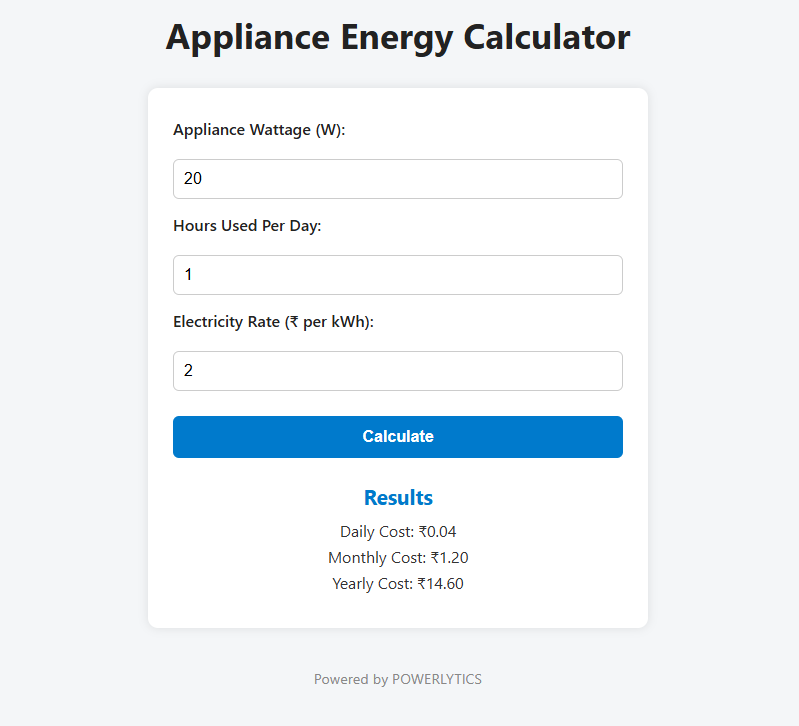 Appliance Energy Calculator
Appliance Wattage (W):
20
Hours Used Per Day:
1
Electricity Rate (₹ per kWh):
2
Calculate
Results
Daily Cost: ₹0.04
Monthly Cost: ₹1.20
Yearly Cost: ₹14.60
Powered by POWERLYTICS